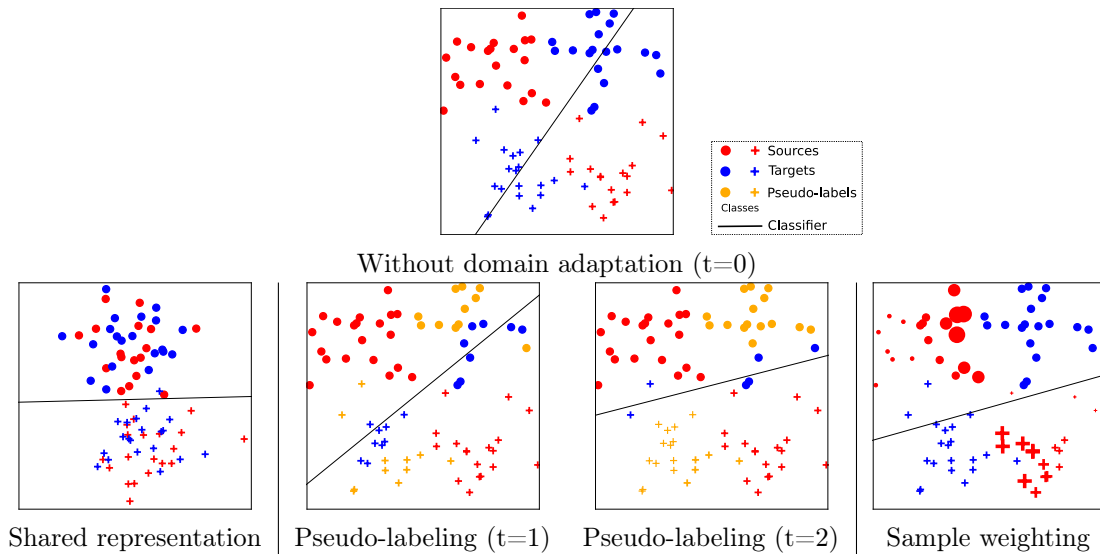 Sources
Targets
Pseudo-labels
Classes
Classifier
Without domain adaptation (t=0)
Shared representation
Pseudo-labeling (t=1)
Pseudo-labeling (t=2)
Sample weighting